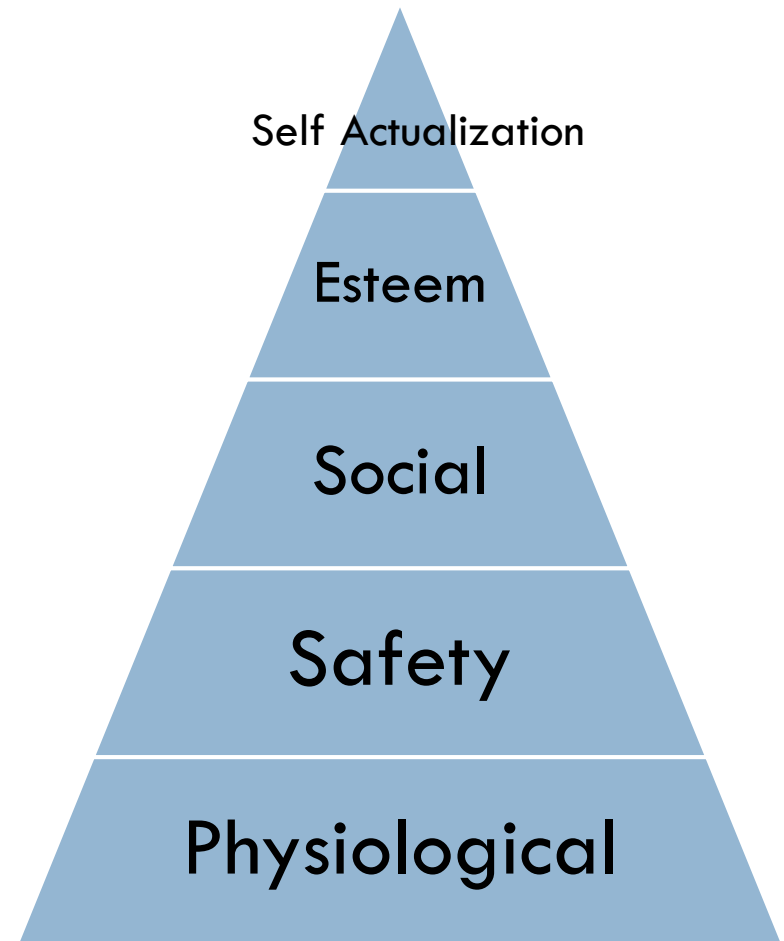 Self Actualization
Esteem
Social
Safety
Physiological